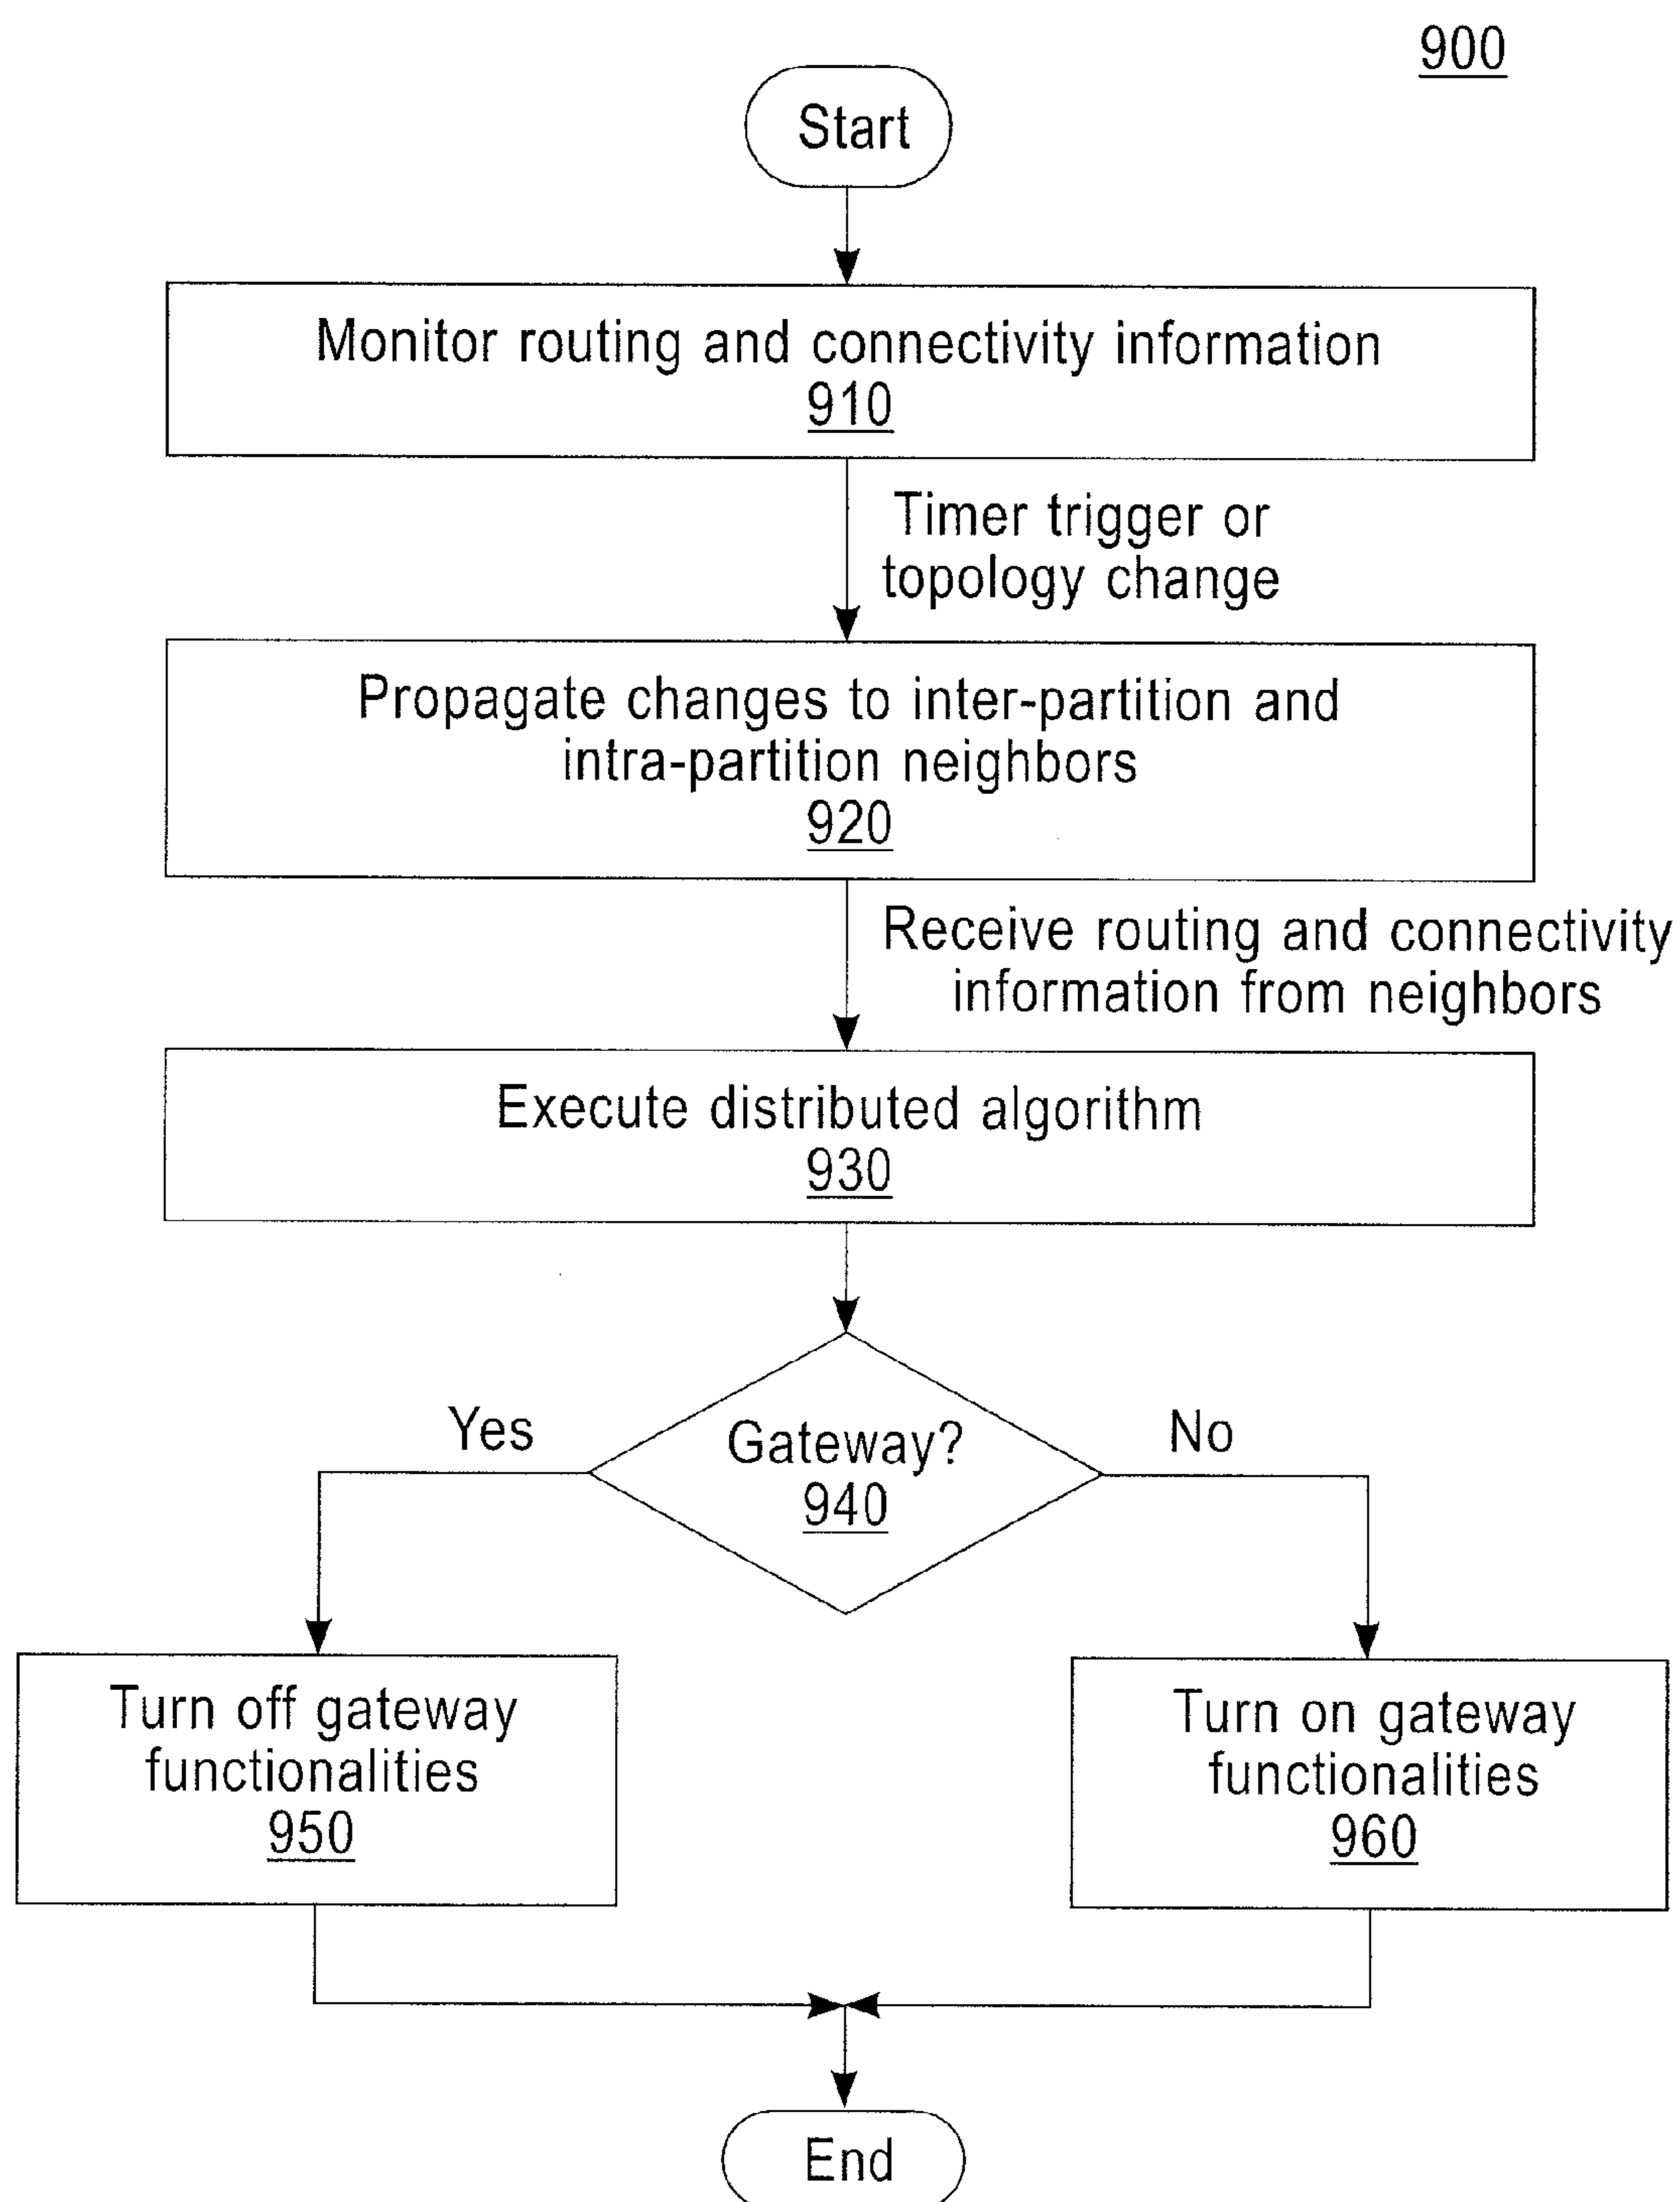 900
Start
Monitor routing and connectivity information
910
Timer trigger or
topology change
Propagate changes to inter-partition and
intra-partition neighbors
920
Receive routing and connectivity
information from neighbors
Execute distributed algorithm
930
Yes
Gateway?
940
No
Turn off gateway
functionalities
950
Turn on gateway
functionalities
960
End